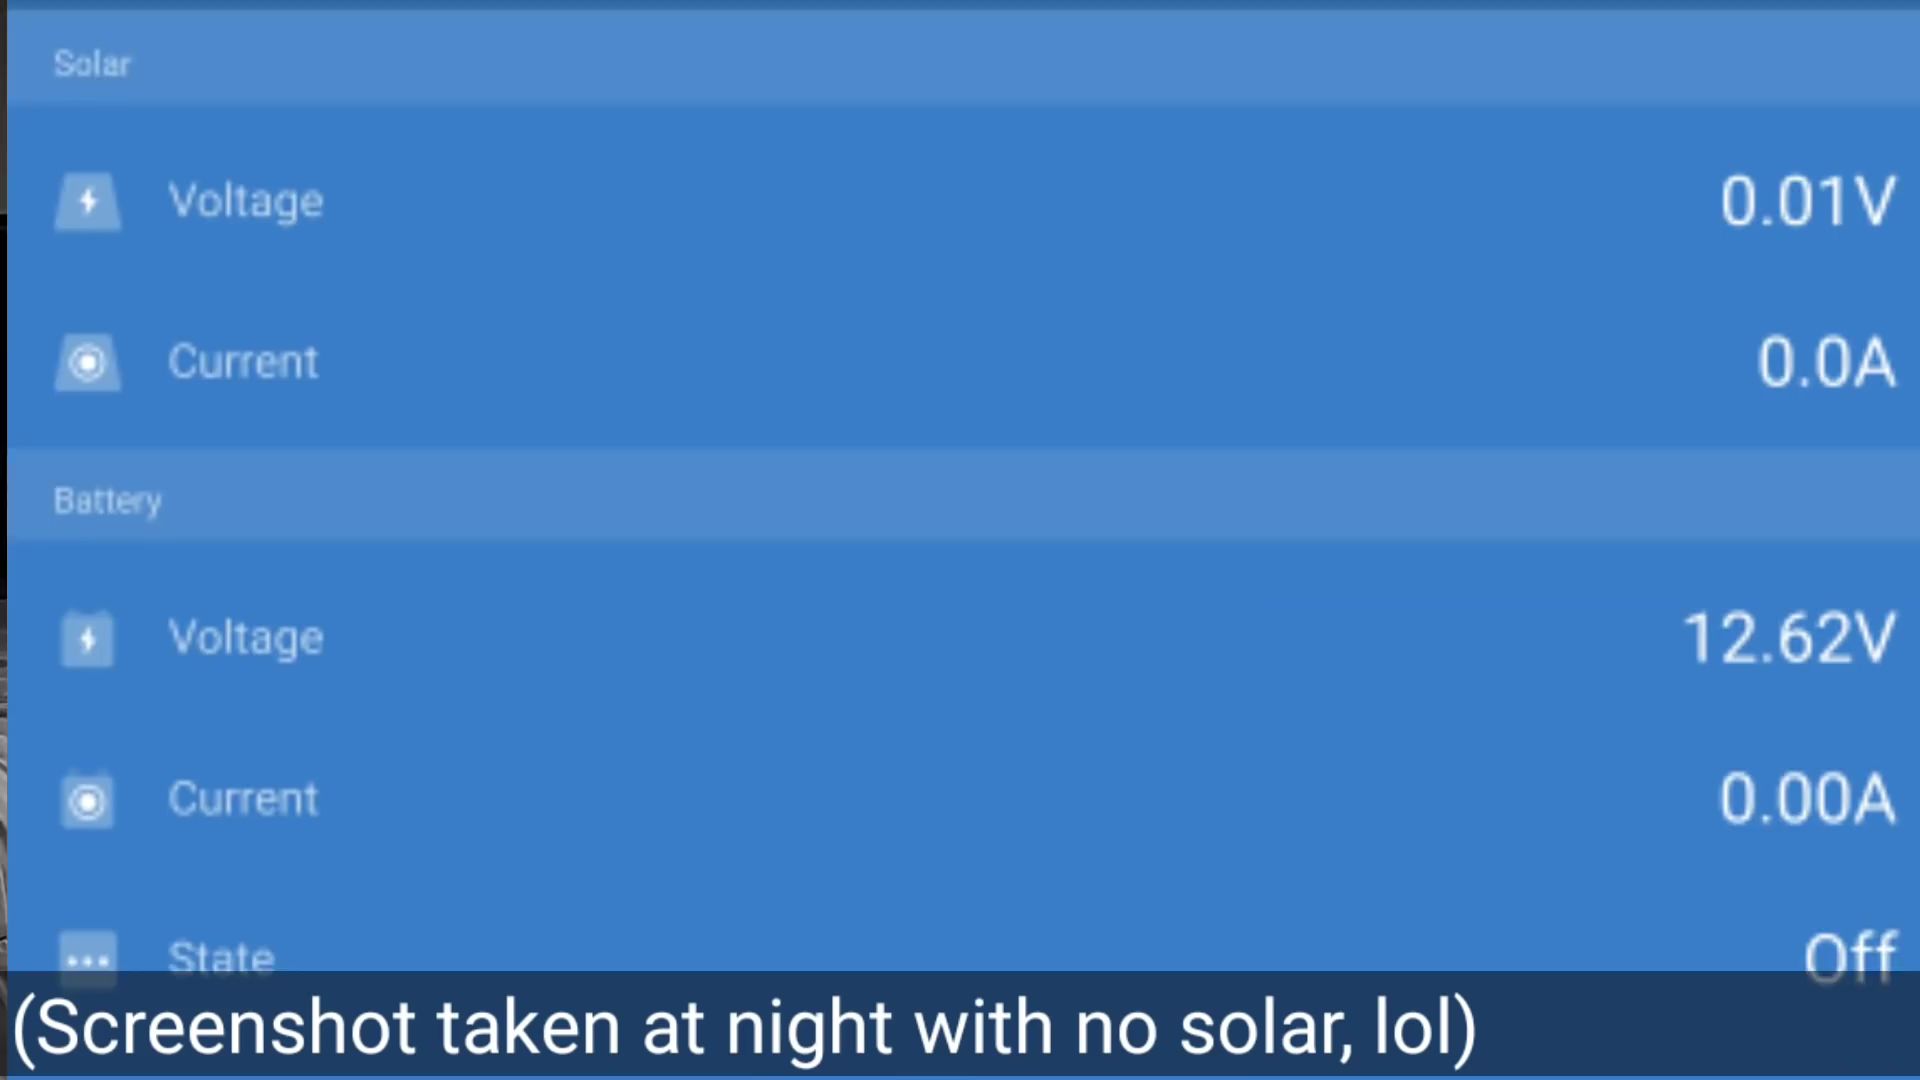 Solar
Voltage 0.01V
Current 0.0A
Battery
Voltage 12.62V
Current 0.00A
State Off
(Screenshot taken at night with no solar, lol)